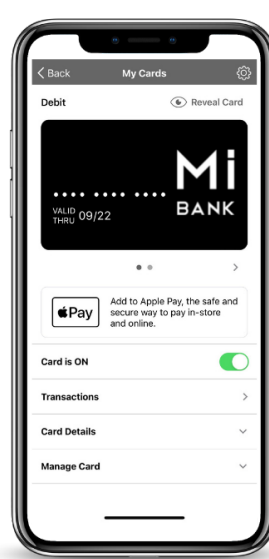 Back My Cards
Debit Reveal Card
Mi
BANK
VALID
THRU 09/22
Pay
Add to Apple Pay, the safe and
secure way to pay in-store
and online.
Card is ON
Transactions
Card Details
Manage Card